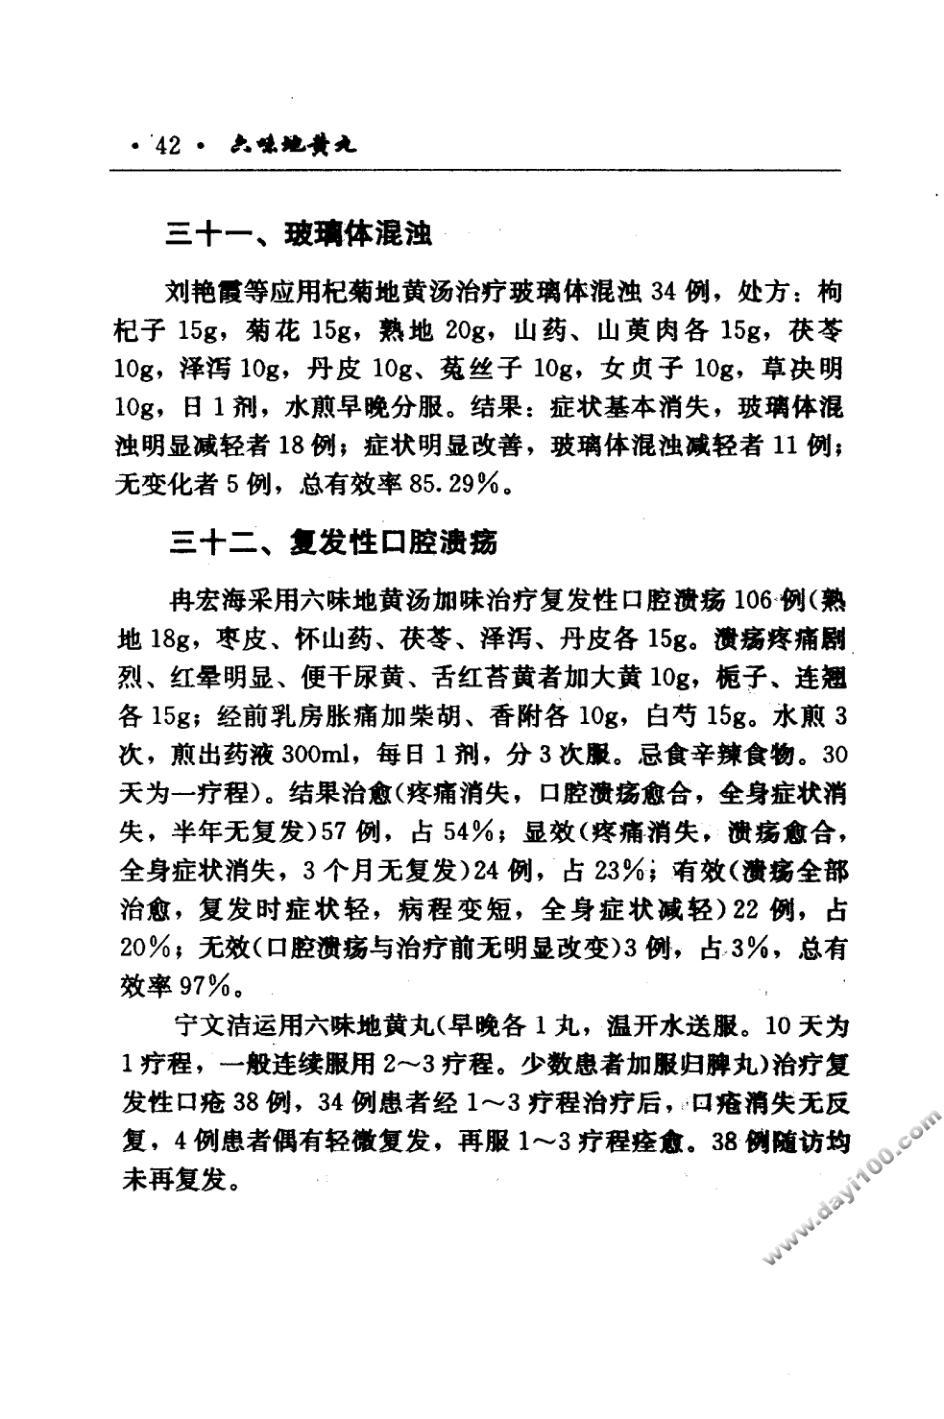 ·42· 六味地黄丸
三十一、玻璃体混浊
刘艳霞等应用杞菊地黄汤治疗玻璃体混浊 34 例，处方：枸
杞子 15g，菊花 15g，熟地 20g，山药、山萸肉各 15g，茯苓
10g，泽泻 10g，丹皮 10g、菟丝子 10g，女贞子 10g，草决明
10g，日 1 剂，水煎早晚分服。结果：症状基本消失，玻璃体混
浊明显减轻者 18 例；症状明显改善，玻璃体混浊减轻者 11 例；
无变化者 5 例，总有效率 85.29%。
三十二、复发性口腔溃疡
冉宏海采用六味地黄汤加味治疗复发性口腔溃疡 106 例(熟
地 18g，枣皮、怀山药、茯苓、泽泻、丹皮各 15g。溃疡疼痛剧
烈、红晕明显、便干尿黄、舌红苔黄者加大黄 10g，栀子、连翘
各 15g；经前乳房胀痛加柴胡、香附各 10g，白芍 15g。水煎 3
次，煎出药液 300ml，每日 1 剂，分 3 次服。忌食辛辣食物。30
天为一疗程)。结果治愈(疼痛消失，口腔溃疡愈合，全身症状消
失，半年无复发)57 例，占 54%；显效(疼痛消失，溃疡愈合，
全身症状消失，3 个月无复发)24 例，占 23%；有效(溃疡全部
治愈，复发时症状轻，病程变短，全身症状减轻)22 例，占
20%；无效(口腔溃疡与治疗前无明显改变)3 例，占 3%，总有
效率 97%。
宁文洁运用六味地黄丸(早晚各 1 丸，温开水送服。10 天为
1 疗程，一般连续服用 2～3 疗程。少数患者加服归脾丸)治疗复
发性口疮 38 例，34 例患者经 1～3 疗程治疗后，口疮消失无反
复，4 例患者偶有轻微复发，再服 1～3 疗程痊愈。38 例随访均
未再复发。
www.dayi100.com